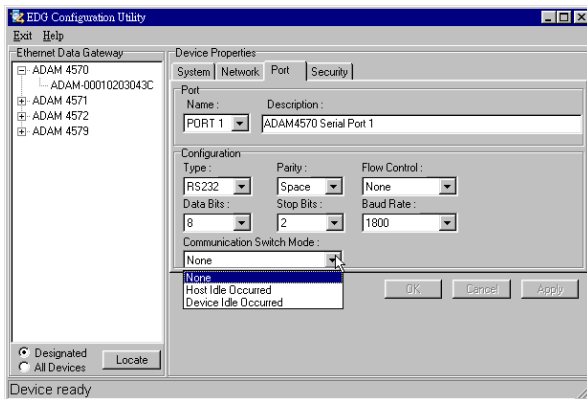 EDG Configuration Utility
Exit Help
Ethernet Data Gateway
ADAM 4570
ADAM-00010203043C
ADAM 4571
ADAM 4572
ADAM 4579
Designated
All Devices
Locate
Device Properties
System Network Port Security
Port
Name : Description :
PORT 1 ADAM4570 Serial Port 1
Configuration
Type : Parity : Flow Control :
RS232 Space None
Data Bits : Stop Bits : Baud Rate :
8 2 1800
Communication Switch Mode :
None
None
Host Idle Occurred
Device Idle Occurred
OK Cancel Apply
Device ready